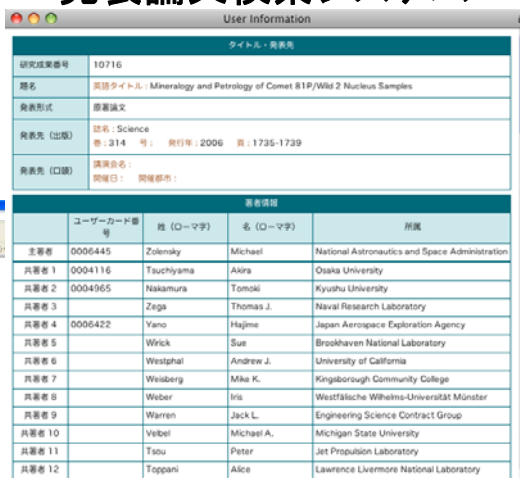 User Information
タイトル・発表先
研究成果番号 10716
題名 英語タイトル : Mineralogy and Petrology of Comet 81P/Wild 2 Nucleus Samples
発表形式 原著論文
発表先（出版） 誌名 : Science
巻 : 314 号 : 発行年 : 2006 頁 : 1735-1739
発表先（口頭） 講演会名 :
開催日 : 開催都市 :
著者情報
ユーザーカード番号 姓（ローマ字） 名（ローマ字） 所属
主著者 0006445 Zolensky Michael National Astronautics and Space Administration
共著者 1 0004116 Tsuchiyama Akira Osaka University
共著者 2 0004965 Nakamura Tomoki Kyushu University
共著者 3 Zega Thomas J. Naval Research Laboratory
共著者 4 0006422 Yano Hajime Japan Aerospace Exploration Agency
共著者 5 Wirick Sue Brookhaven National Laboratory
共著者 6 Westphal Andrew J. University of California
共著者 7 Weisberg Mike K. Kingsborough Community College
共著者 8 Weber Iris Westfälische Wilhelms-Universität Münster
共著者 9 Warren Jack L. Engineering Science Contract Group
共著者 10 Velbel Michael A. Michigan State University
共著者 11 Tsou Peter Jet Propulsion Laboratory
共著者 12 Toppani Alice Lawrence Livermore National Laboratory